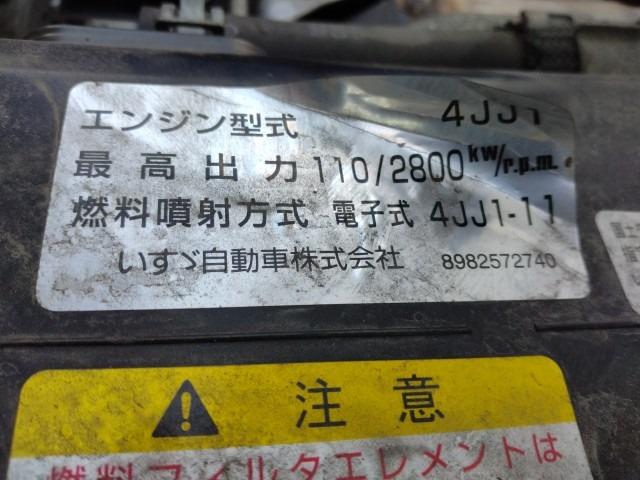 エンジン型式 4JJ1
最高出力 110/2800kw/r.p.m.
燃料噴射方式 電子式 4JJ1-11
いすゞ自動車株式会社 8982572740
注意
燃料フィルタエレメントは